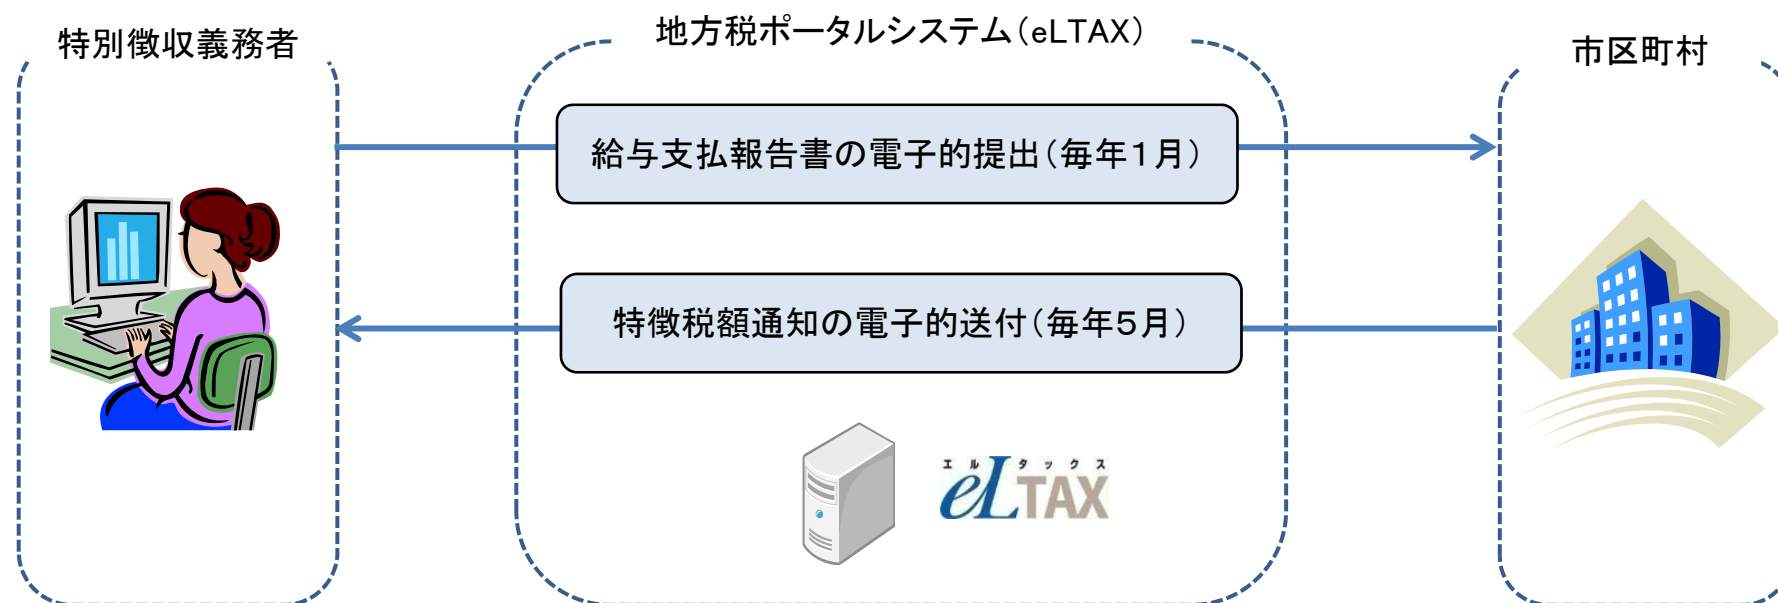 特別徴収義務者
地方税ポータルシステム（eLTAX）
市区町村
給与支払報告書の電子的提出（毎年１月）
特徴税額通知の電子的送付（毎年５月）
エルタックス
eLTAX